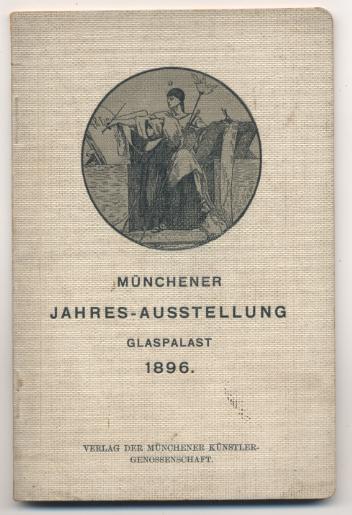 MÜNCHENER
JAHRES-AUSSTELLUNG
GLASPALAST
1896.
VERLAG DER MÜNCHENER KÜNSTLER-
GENOSSENSCHAFT.